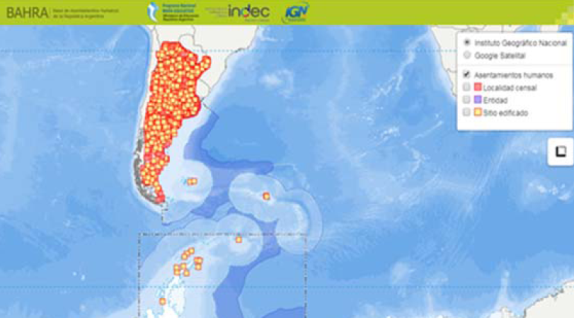 BAHRA
Base de Asentamientos Humanos
de la República Argentina
indec
IGN
Instituto Geográfico Nacional
Google Satelital
Asentamientos humanos
Localidad censal
Entidad
Sitio edificado